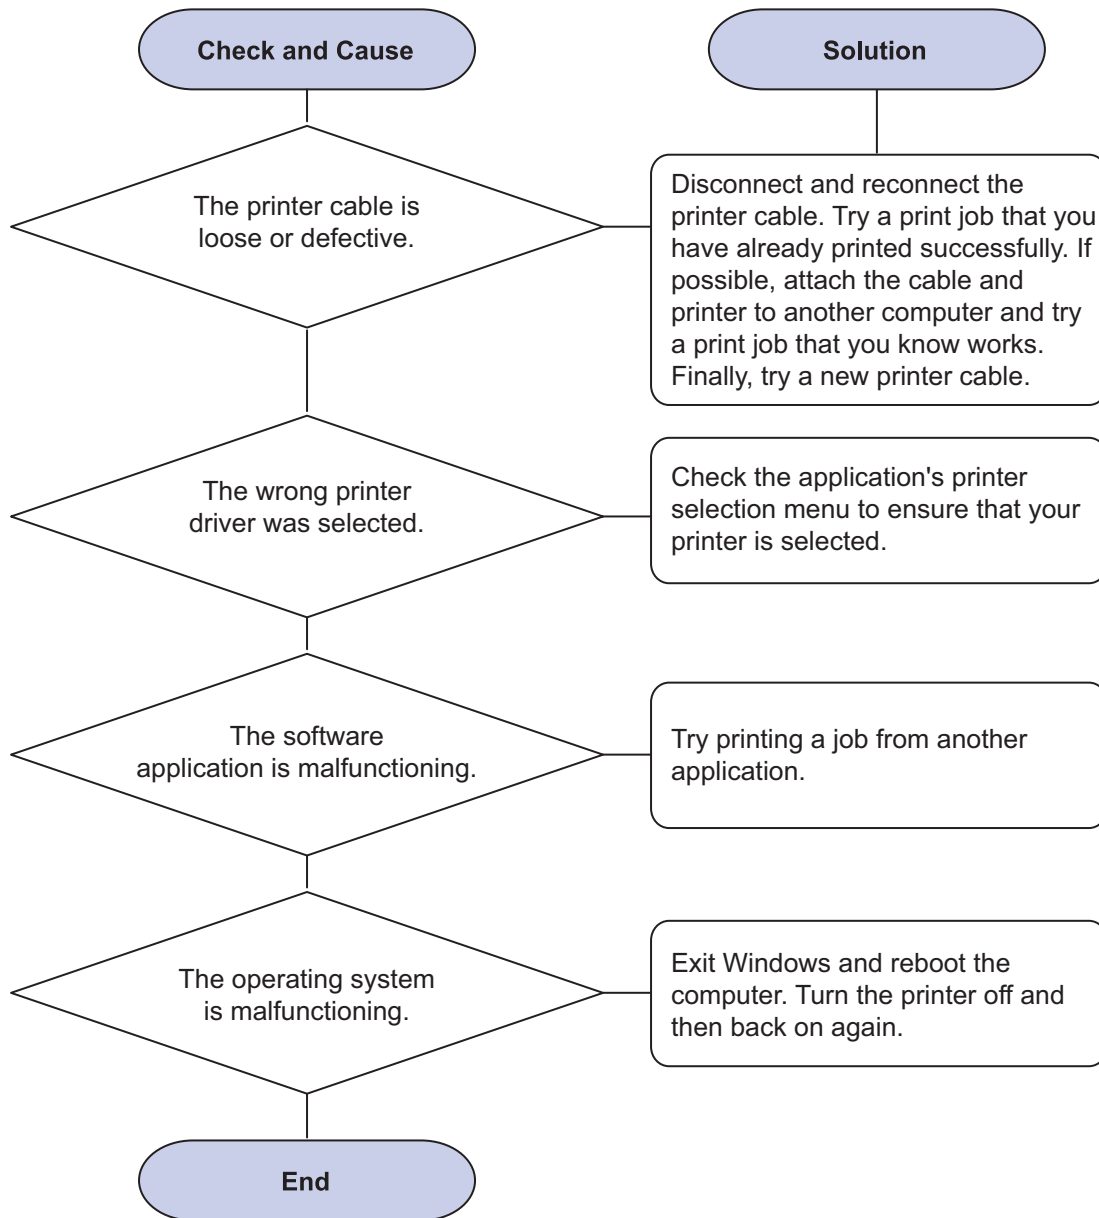 Check and Cause
Solution
The printer cable is
loose or defective.
Disconnect and reconnect the
printer cable. Try a print job that you
have already printed successfully. If
possible, attach the cable and
printer to another computer and try
a print job that you know works.
Finally, try a new printer cable.
The wrong printer
driver was selected.
Check the application's printer
selection menu to ensure that your
printer is selected.
The software
application is malfunctioning.
Try printing a job from another
application.
The operating system
is malfunctioning.
Exit Windows and reboot the
computer. Turn the printer off and
then back on again.
End